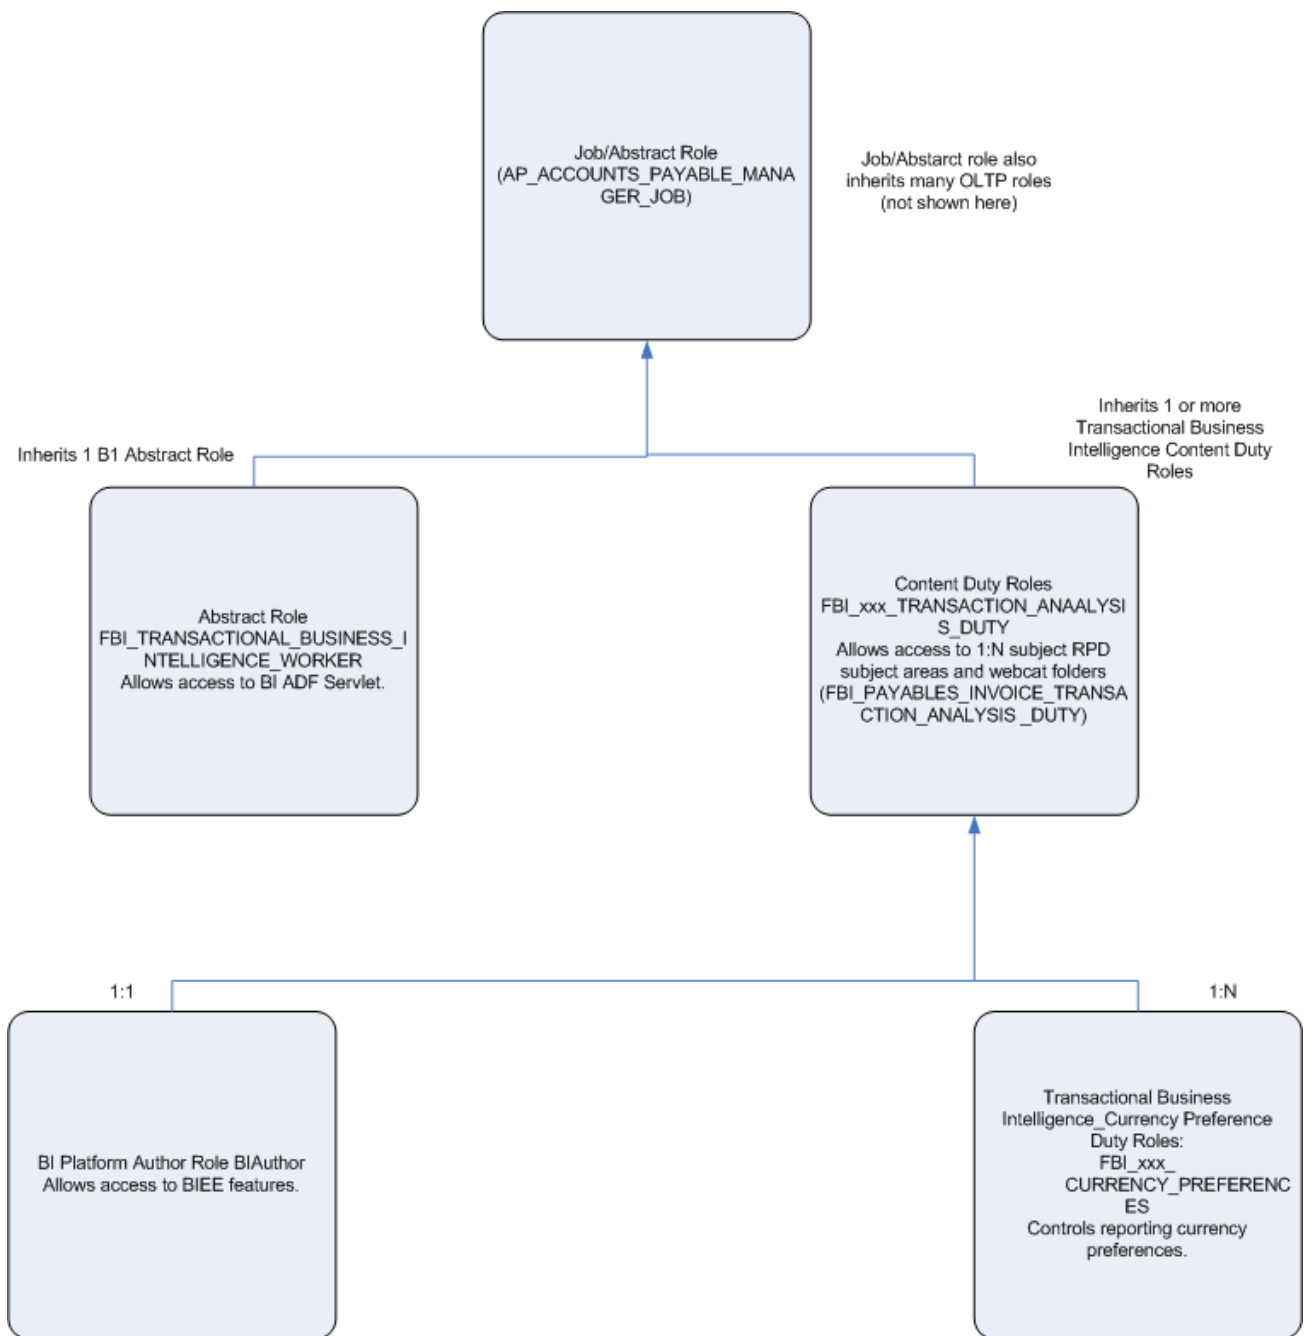 Job/Abstract Role
(AP_ACCOUNTS_PAYABLE_MANA
GER_JOB)
Job/Abstarct role also
inherits many OLTP roles
(not shown here)
Inherits 1 B1 Abstract Role
Inherits 1 or more
Transactional Business
Intelligence Content Duty
Roles
Abstract Role
FBI_TRANSACTIONAL_BUSINESS_I
NTELLIGENCE_WORKER
Allows access to BI ADF Servlet.
Content Duty Roles
FBI_xxx_TRANSACTION_ANAALYSI
S_DUTY
Allows access to 1:N subject RPD
subject areas and webcat folders
(FBI_PAYABLES_INVOICE_TRANSA
CTION_ANALYSIS _DUTY)
1:1
1:N
BI Platform Author Role BIAuthor
Allows access to BIEE features.
Transactional Business
Intelligence_Currency Preference
Duty Roles:
FBI_xxx_
CURRENCY_PREFERENC
ES
Controls reporting currency
preferences.